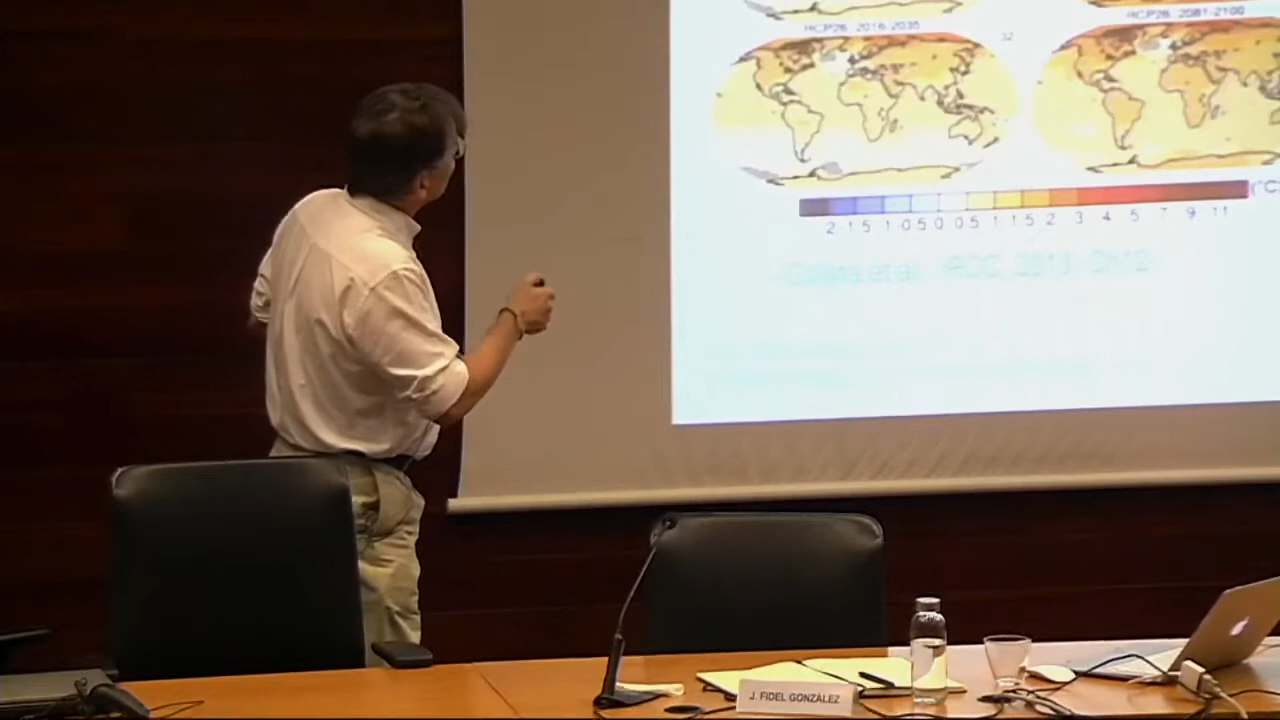 RCP26: 2016-2035
RCP26: 2081-2100
32
(°C
2 -1.5 1 -0.5 0 0.5 1 1.5 2 3 4 5 7 9 11
J. FIDEL GONZÁLEZ